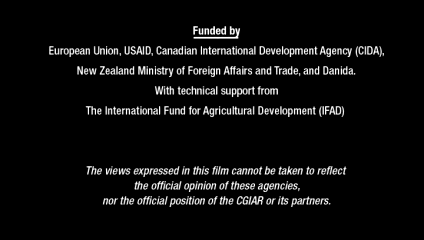 Funded by
European Union, USAID, Canadian International Development Agency (CIDA),
New Zealand Ministry of Foreign Affairs and Trade, and Danida.
With technical support from
The International Fund for Agricultural Development (IFAD)
The views expressed in this film cannot be taken to reflect
the official opinion of these agencies,
nor the official position of the CGIAR or its partners.